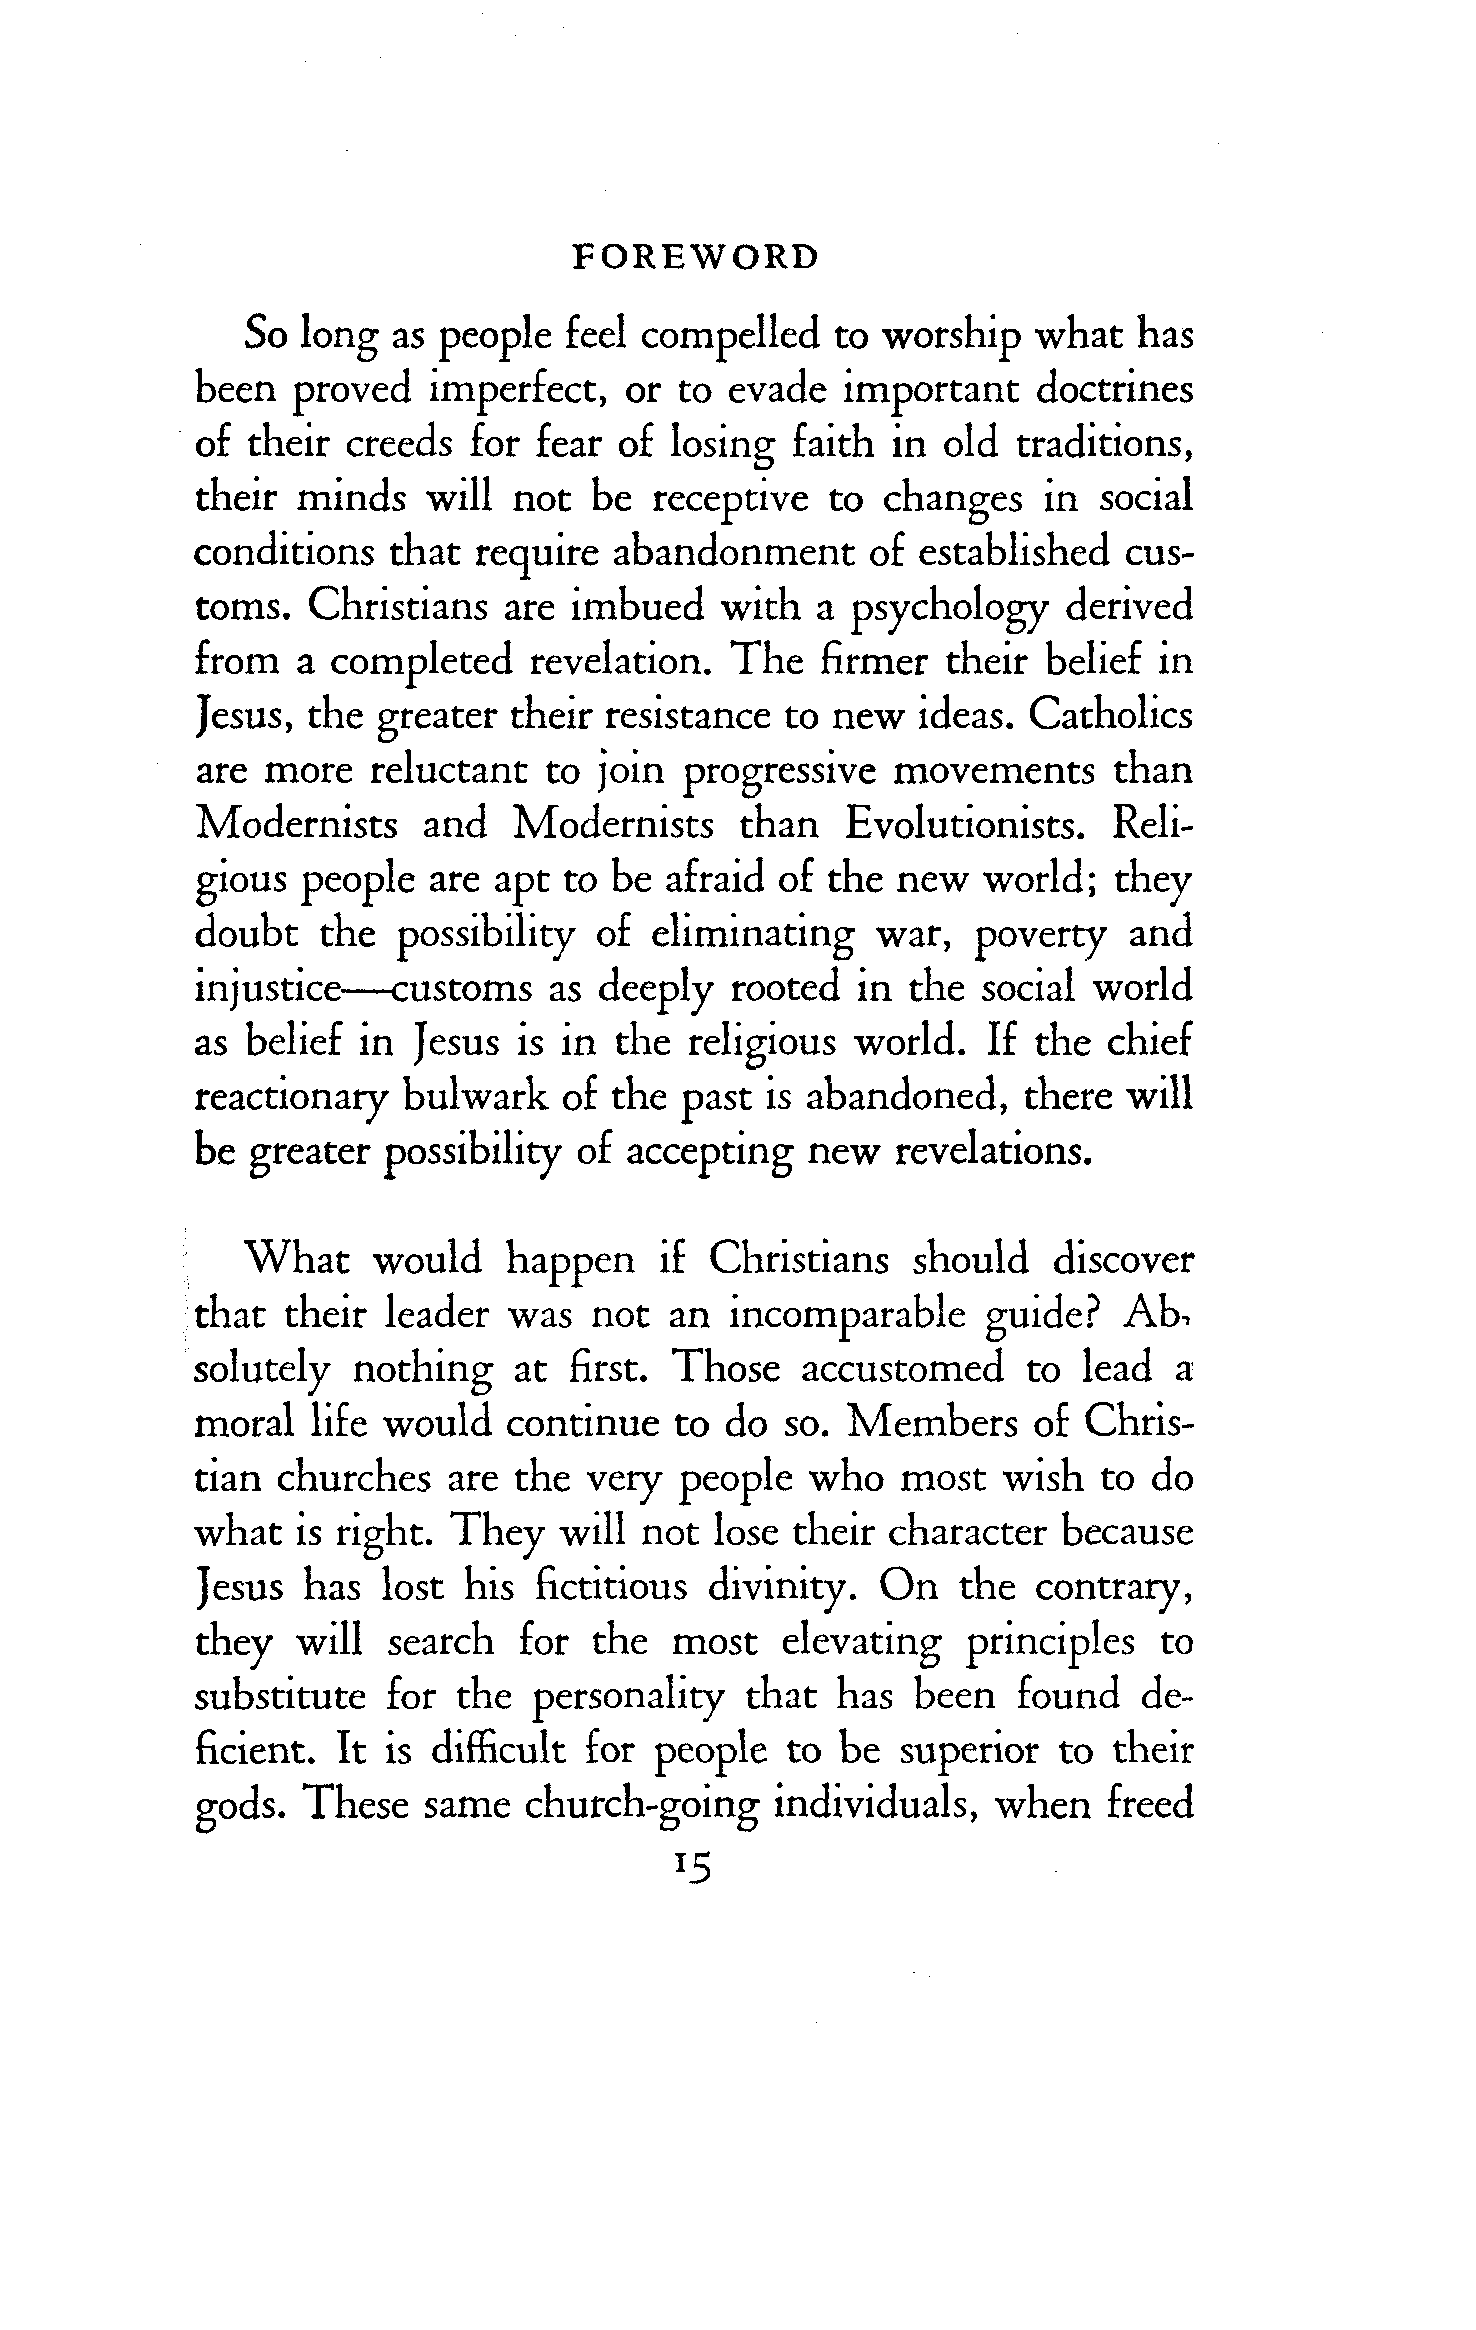 FOREWORD
So long as people feel compelled to worship what has
been proved imperfect, or to evade important doctrines
of their creeds for fear of losing faith in old traditions,
their minds will not be receptive to changes in social
conditions that require abandonment of established cus-
toms. Christians are imbued with a psychology derived
from a completed revelation. The firmer their belief in
Jesus, the greater their resistance to new ideas. Catholics
are more reluctant to join progressive movements than
Modernists and Modernists than Evolutionists. Reli-
gious people are apt to be afraid of the new world; they
doubt the possibility of eliminating war, poverty and
injustice—customs as deeply rooted in the social world
as belief in Jesus is in the religious world. If the chief
reactionary bulwark of the past is abandoned, there will
be greater possibility of accepting new revelations.
What would happen if Christians should discover
that their leader was not an incomparable guide? Ab-
solutely nothing at first. Those accustomed to lead a
moral life would continue to do so. Members of Chris-
tian churches are the very people who most wish to do
what is right. They will not lose their character because
Jesus has lost his fictitious divinity. On the contrary,
they will search for the most elevating principles to
substitute for the personality that has been found de-
ficient. It is difficult for people to be superior to their
gods. These same church-going individuals, when freed
15